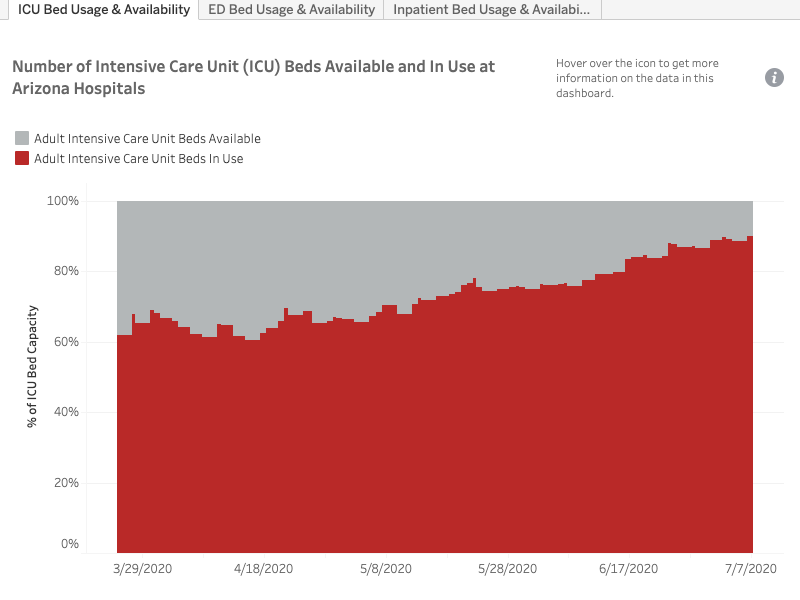 ICU Bed Usage & Availability
ED Bed Usage & Availability
Inpatient Bed Usage & Availabi...
Number of Intensive Care Unit (ICU) Beds Available and In Use at
Arizona Hospitals
Hover over the icon to get more
information on the data in this
dashboard.
i
Adult Intensive Care Unit Beds Available
Adult Intensive Care Unit Beds In Use
% of ICU Bed Capacity
100%
80%
60%
40%
20%
0%
3/29/2020
4/18/2020
5/8/2020
5/28/2020
6/17/2020
7/7/2020